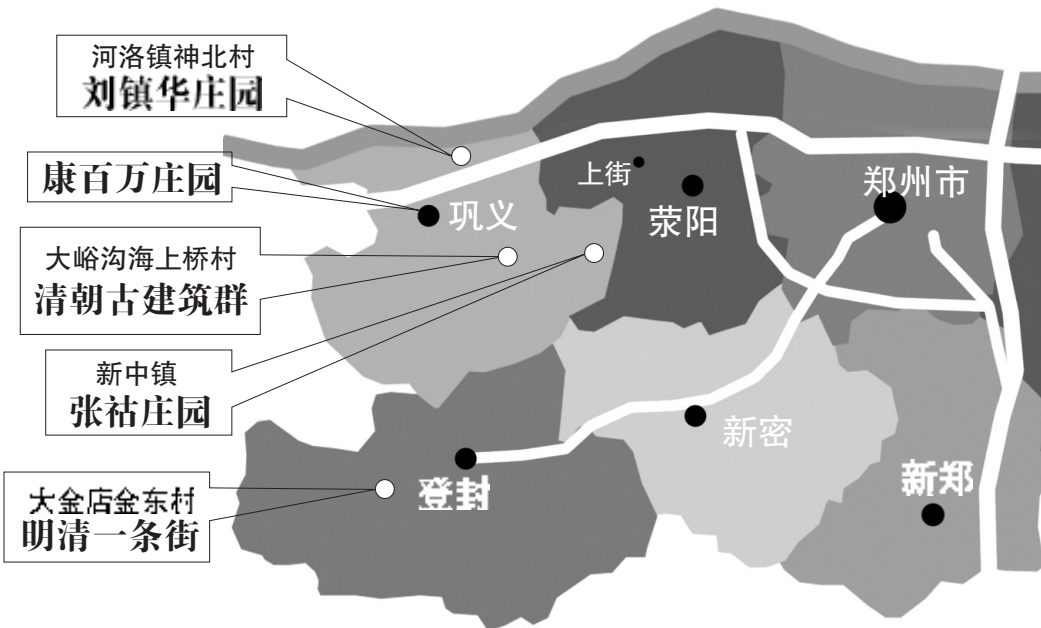 河洛镇神北村
刘镇华庄园
康百万庄园
大峪沟海上桥村
清朝古建筑群
新中镇
张祜庄园
大金店金东村
明清一条街
上街
郑州市
巩义
荥阳
新密
登封
新郑